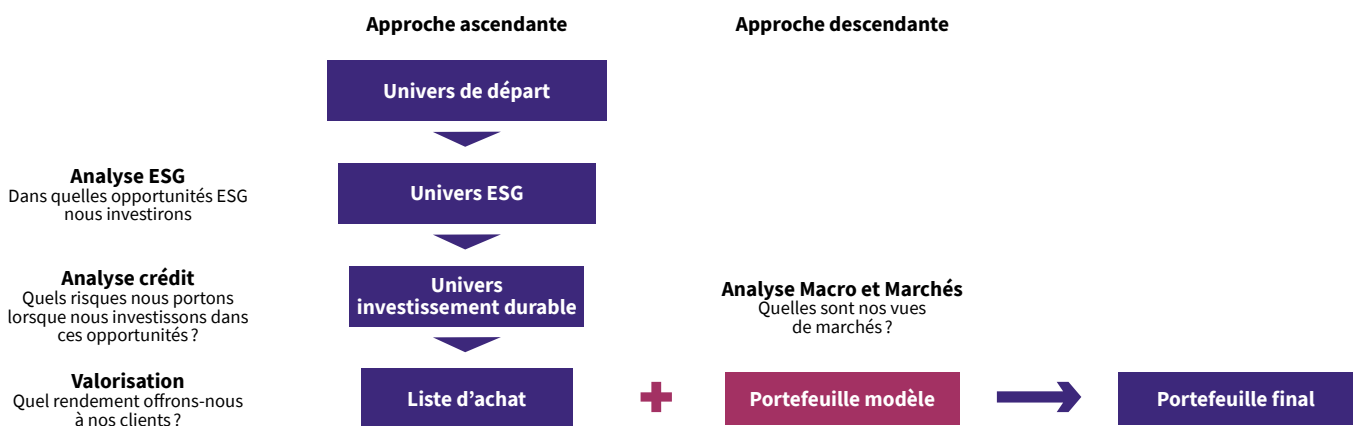 Approche ascendante
Approche descendante
Univers de départ
Analyse ESG
Dans quelles opportunités ESG
nous investirons
Univers ESG
Analyse crédit
Quels risques nous portons
lorsque nous investissons dans
ces opportunités ?
Univers
investissement durable
Analyse Macro et Marchés
Quelles sont nos vues
de marchés ?
Valorisation
Quel rendement offrons-nous
à nos clients ?
Liste d’achat
Portefeuille modèle
Portefeuille final